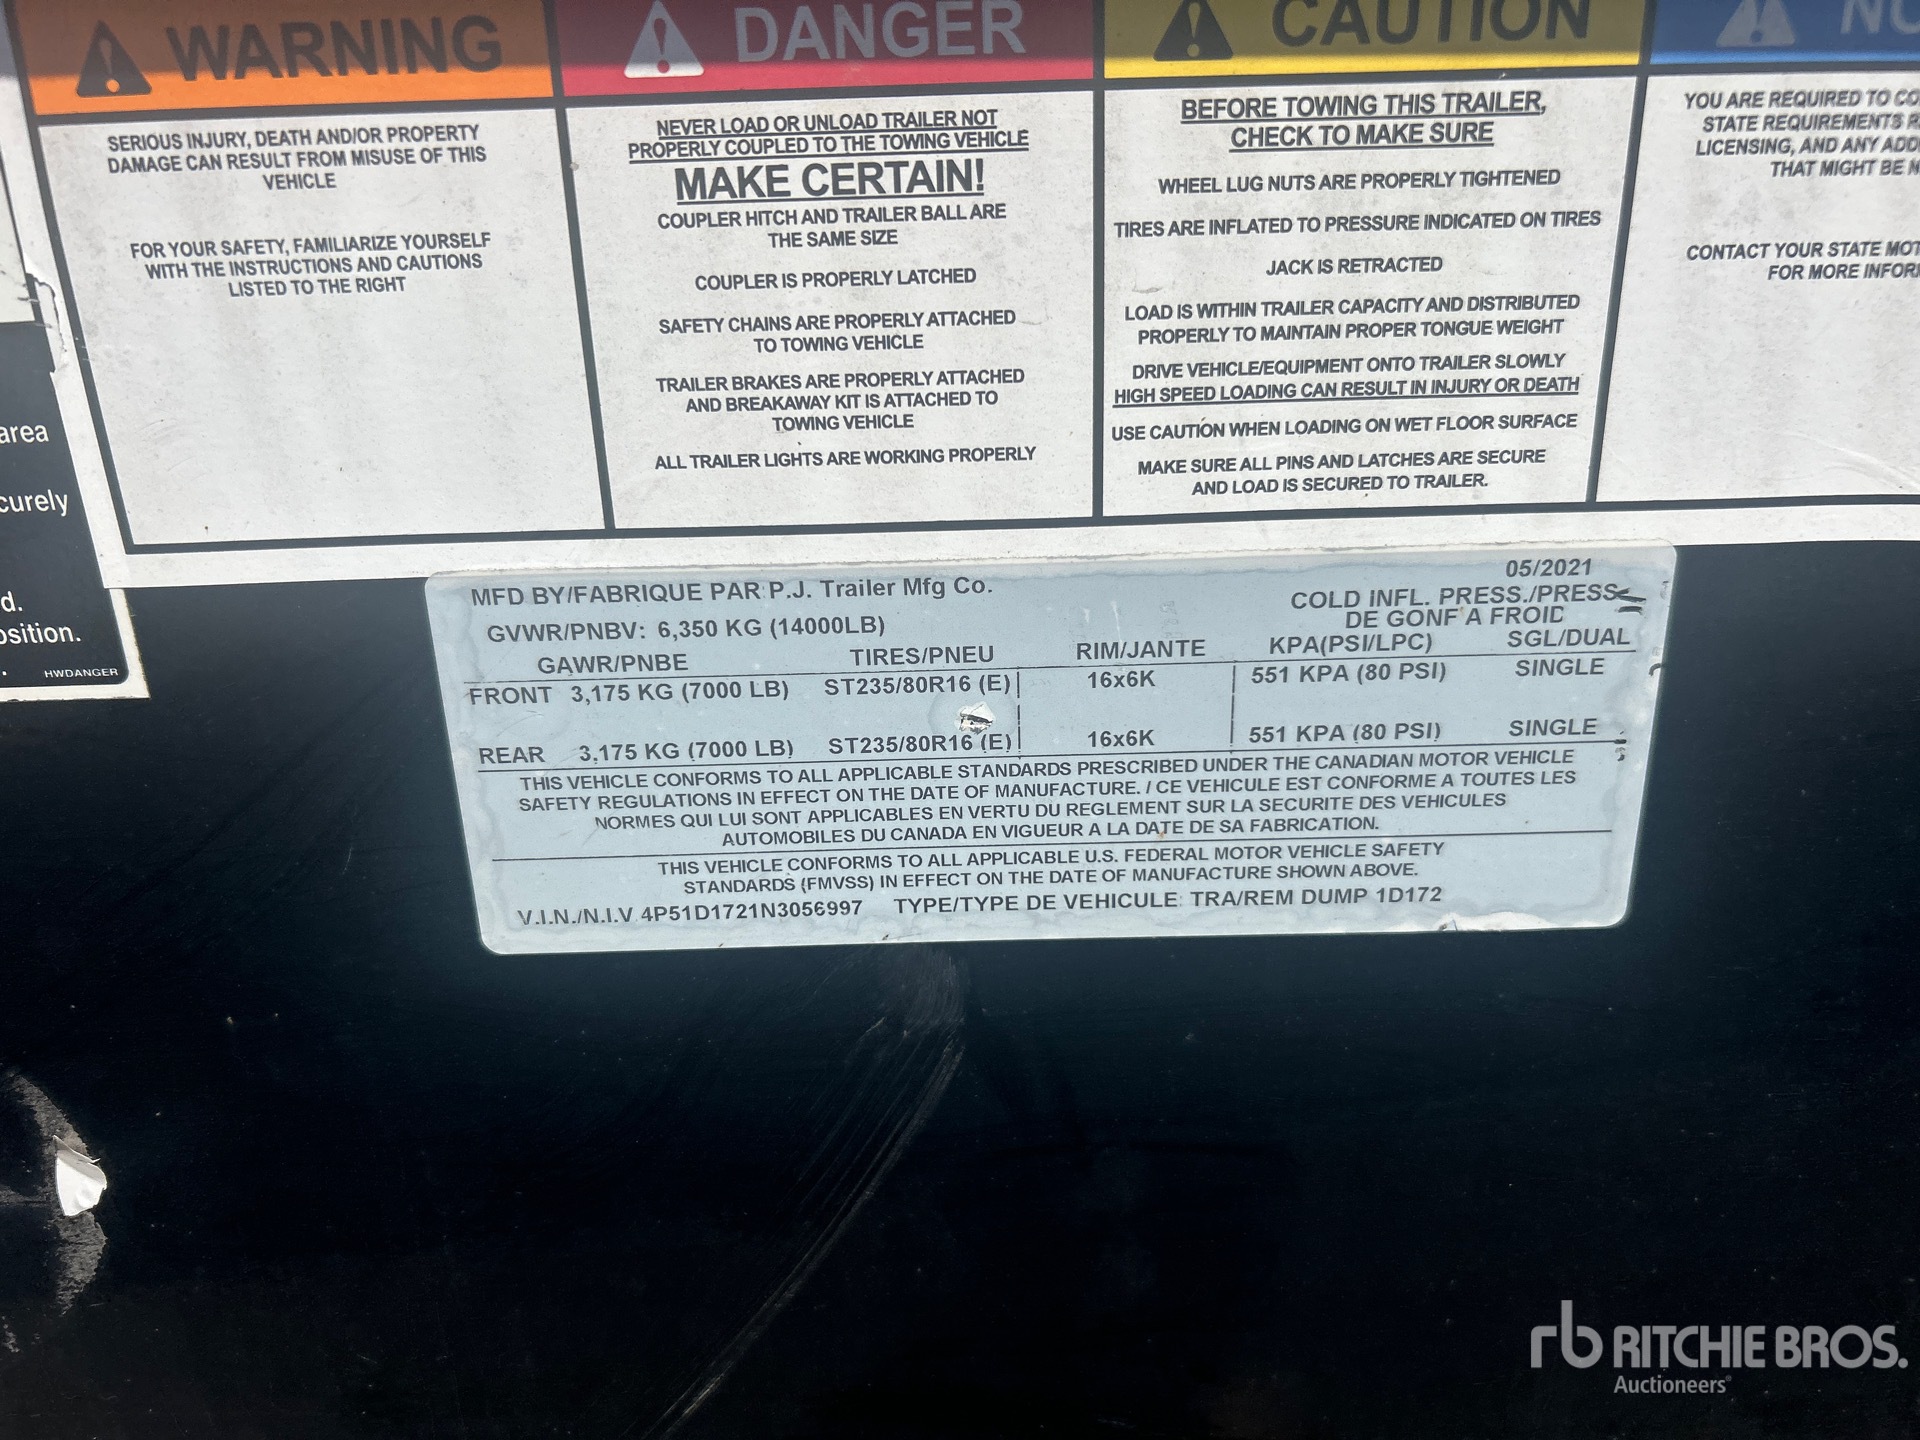 WARNING
SERIOUS INJURY, DEATH AND/OR PROPERTY
DAMAGE CAN RESULT FROM MISUSE OF THIS
VEHICLE
FOR YOUR SAFETY, FAMILIARIZE YOURSELF
WITH THE INSTRUCTIONS AND CAUTIONS
LISTED TO THE RIGHT
DANGER
NEVER LOAD OR UNLOAD TRAILER NOT
PROPERLY COUPLED TO THE TOWING VEHICLE
MAKE CERTAIN!
COUPLER HITCH AND TRAILER BALL ARE
THE SAME SIZE
COUPLER IS PROPERLY LATCHED
SAFETY CHAINS ARE PROPERLY ATTACHED
TO TOWING VEHICLE
TRAILER BRAKES ARE PROPERLY ATTACHED
AND BREAKAWAY KIT IS ATTACHED TO
TOWING VEHICLE
ALL TRAILER LIGHTS ARE WORKING PROPERLY
CAUTION
BEFORE TOWING THIS TRAILER,
CHECK TO MAKE SURE
WHEEL LUG NUTS ARE PROPERLY TIGHTENED
TIRES ARE INFLATED TO PRESSURE INDICATED ON TIRES
JACK IS RETRACTED
LOAD IS WITHIN TRAILER CAPACITY AND DISTRIBUTED
PROPERLY TO MAINTAIN PROPER TONGUE WEIGHT
DRIVE VEHICLE/EQUIPMENT ONTO TRAILER SLOWLY
HIGH SPEED LOADING CAN RESULT IN INJURY OR DEATH
USE CAUTION WHEN LOADING ON WET FLOOR SURFACE
MAKE SURE ALL PINS AND LATCHES ARE SECURE
AND LOAD IS SECURED TO TRAILER.
YOU ARE REQUIRED TO
STATE REQUIREMENTS
LICENSING, AND ANY
THAT MIGHT BE
CONTACT YOUR STATE
FOR MORE
area
curely
d.
osition.
HWDANGER
MFD BY/FABRIQUE PAR P.J. Trailer Mfg Co. 05/2021
GVWR/PNBV: 6,350 KG (14000LB) COLD INFL. PRESS./PRESS
DE GONF A FROID
GAWR/PNBE TIRES/PNEU RIM/JANTE KPA(PSI/LPC) SGL/DUAL
FRONT 3,175 KG (7000 LB) ST235/80R16 (E) 16x6K 551 KPA (80 PSI) SINGLE
REAR 3,175 KG (7000 LB) ST235/80R16 (E) 16x6K 551 KPA (80 PSI) SINGLE
THIS VEHICLE CONFORMS TO ALL APPLICABLE STANDARDS PRESCRIBED UNDER THE CANADIAN MOTOR VEHICLE
SAFETY REGULATIONS IN EFFECT ON THE DATE OF MANUFACTURE. / CE VEHICULE EST CONFORME A TOUTES LES
NORMES QUI LUI SONT APPLICABLES EN VERTU DU REGLEMENT SUR LA SECURITE DES VEHICULES
AUTOMOBILES DU CANADA EN VIGUEUR A LA DATE DE SA FABRICATION.
THIS VEHICLE CONFORMS TO ALL APPLICABLE U.S. FEDERAL MOTOR VEHICLE SAFETY
STANDARDS (FMVSS) IN EFFECT ON THE DATE OF MANUFACTURE SHOWN ABOVE.
V.I.N./N.I.V 4P51D1721N3056997 TYPE/TYPE DE VEHICULE: TRA/REM DUMP 1D172
rb RITCHIE BROS.
Auctioneers